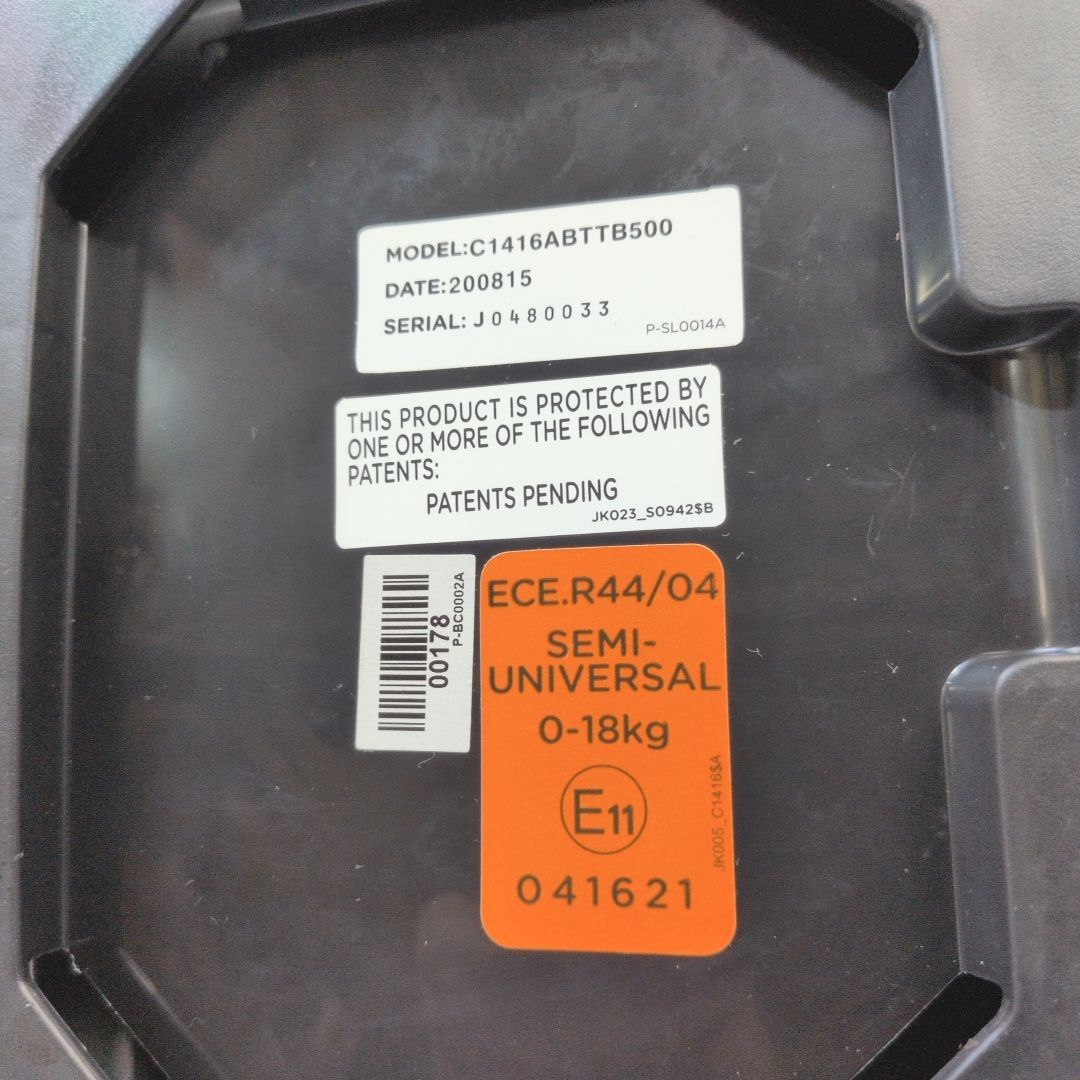 MODEL:C1416ABTTB500
DATE:200815
SERIAL: J0480033
P-SL0014A
THIS PRODUCT IS PROTECTED BY
ONE OR MORE OF THE FOLLOWING
PATENTS:
PATENTS PENDING
JK023_S0942$B
00178
P-BC0002A
ECE.R44/04
SEMI-
UNIVERSAL
0-18kg
E11
041621
JK005_C1416$A